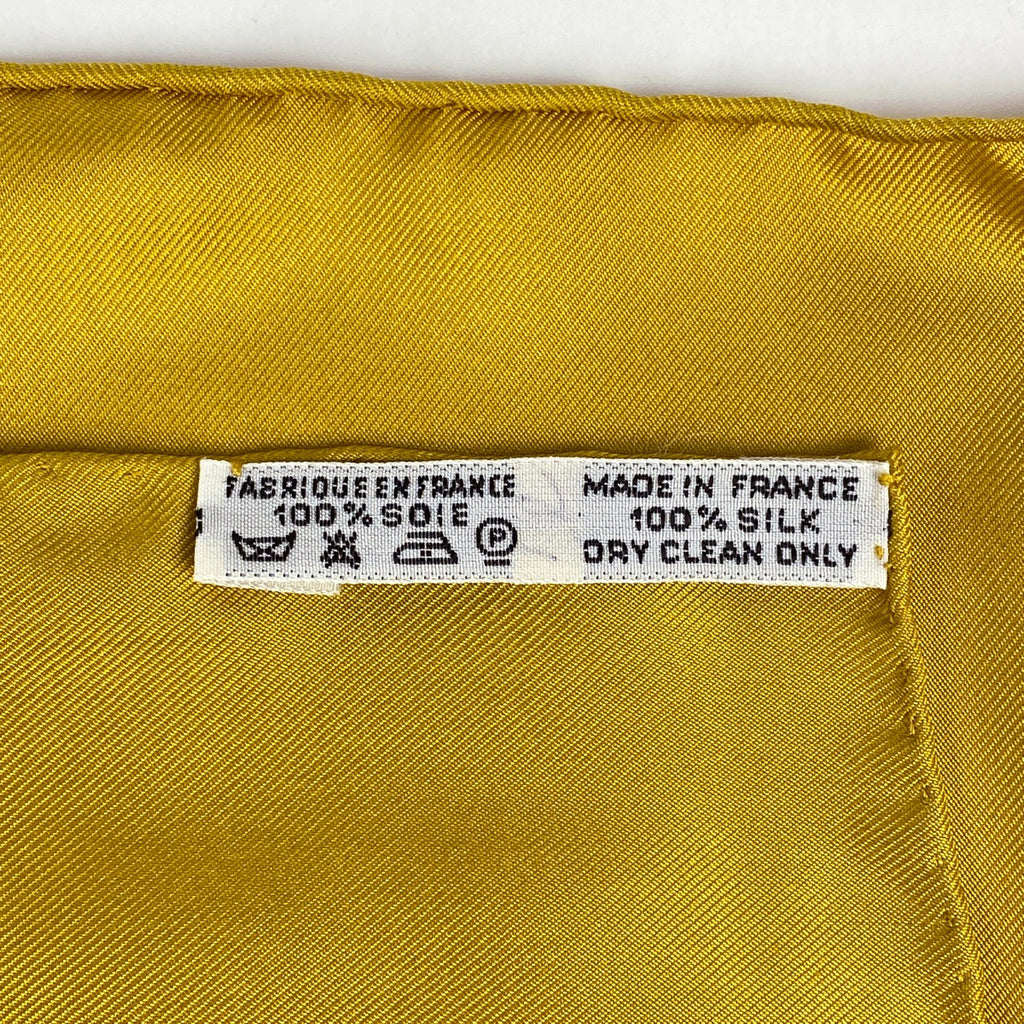 FABRIQUE EN FRANCE
100% SOIE
P
MADE IN FRANCE
100% SILK
DRY CLEAN ONLY